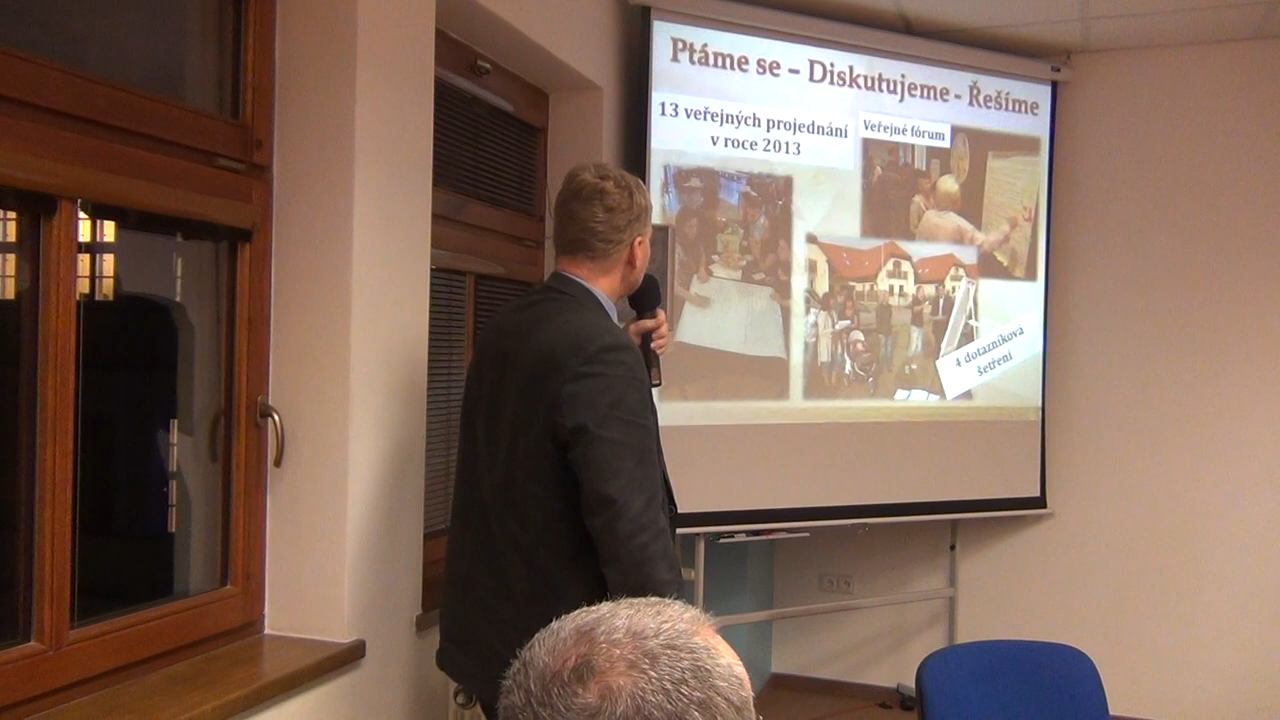 Ptáme se – Diskutujeme - Řešíme
13 veřejných projednání
v roce 2013
Veřejné fórum
4 dotazníková
šetření